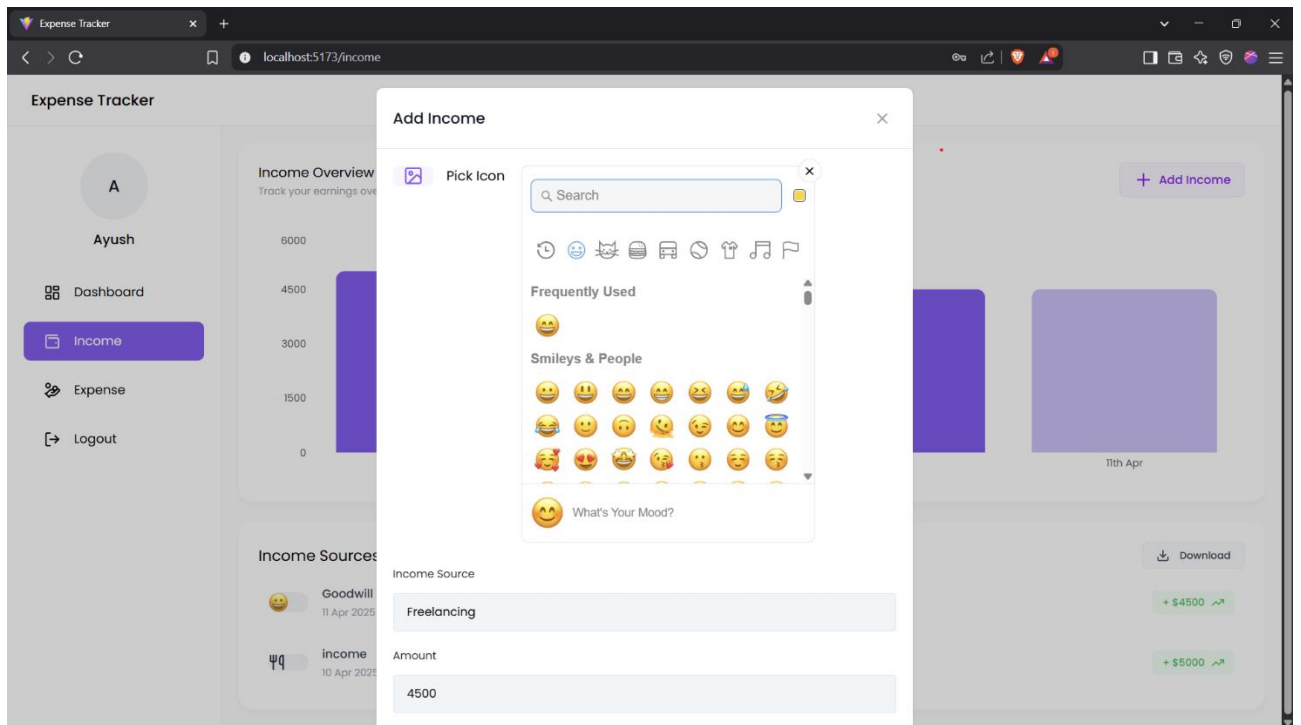 Expense Tracker
localhost:5173/income
Expense Tracker
Add Income
A
Ayush
Dashboard
Income
Expense
Logout
Income Overview
Track your earnings ove
Pick Icon
Search
+ Add Income
6000
4500
3000
1500
0
11th Apr
Frequently Used
Smileys & People
What's Your Mood?
Income Sources
Download
Goodwill
11 Apr 2025
+ $4500
income
10 Apr 2025
+ $5000
Income Source
Freelancing
Amount
4500